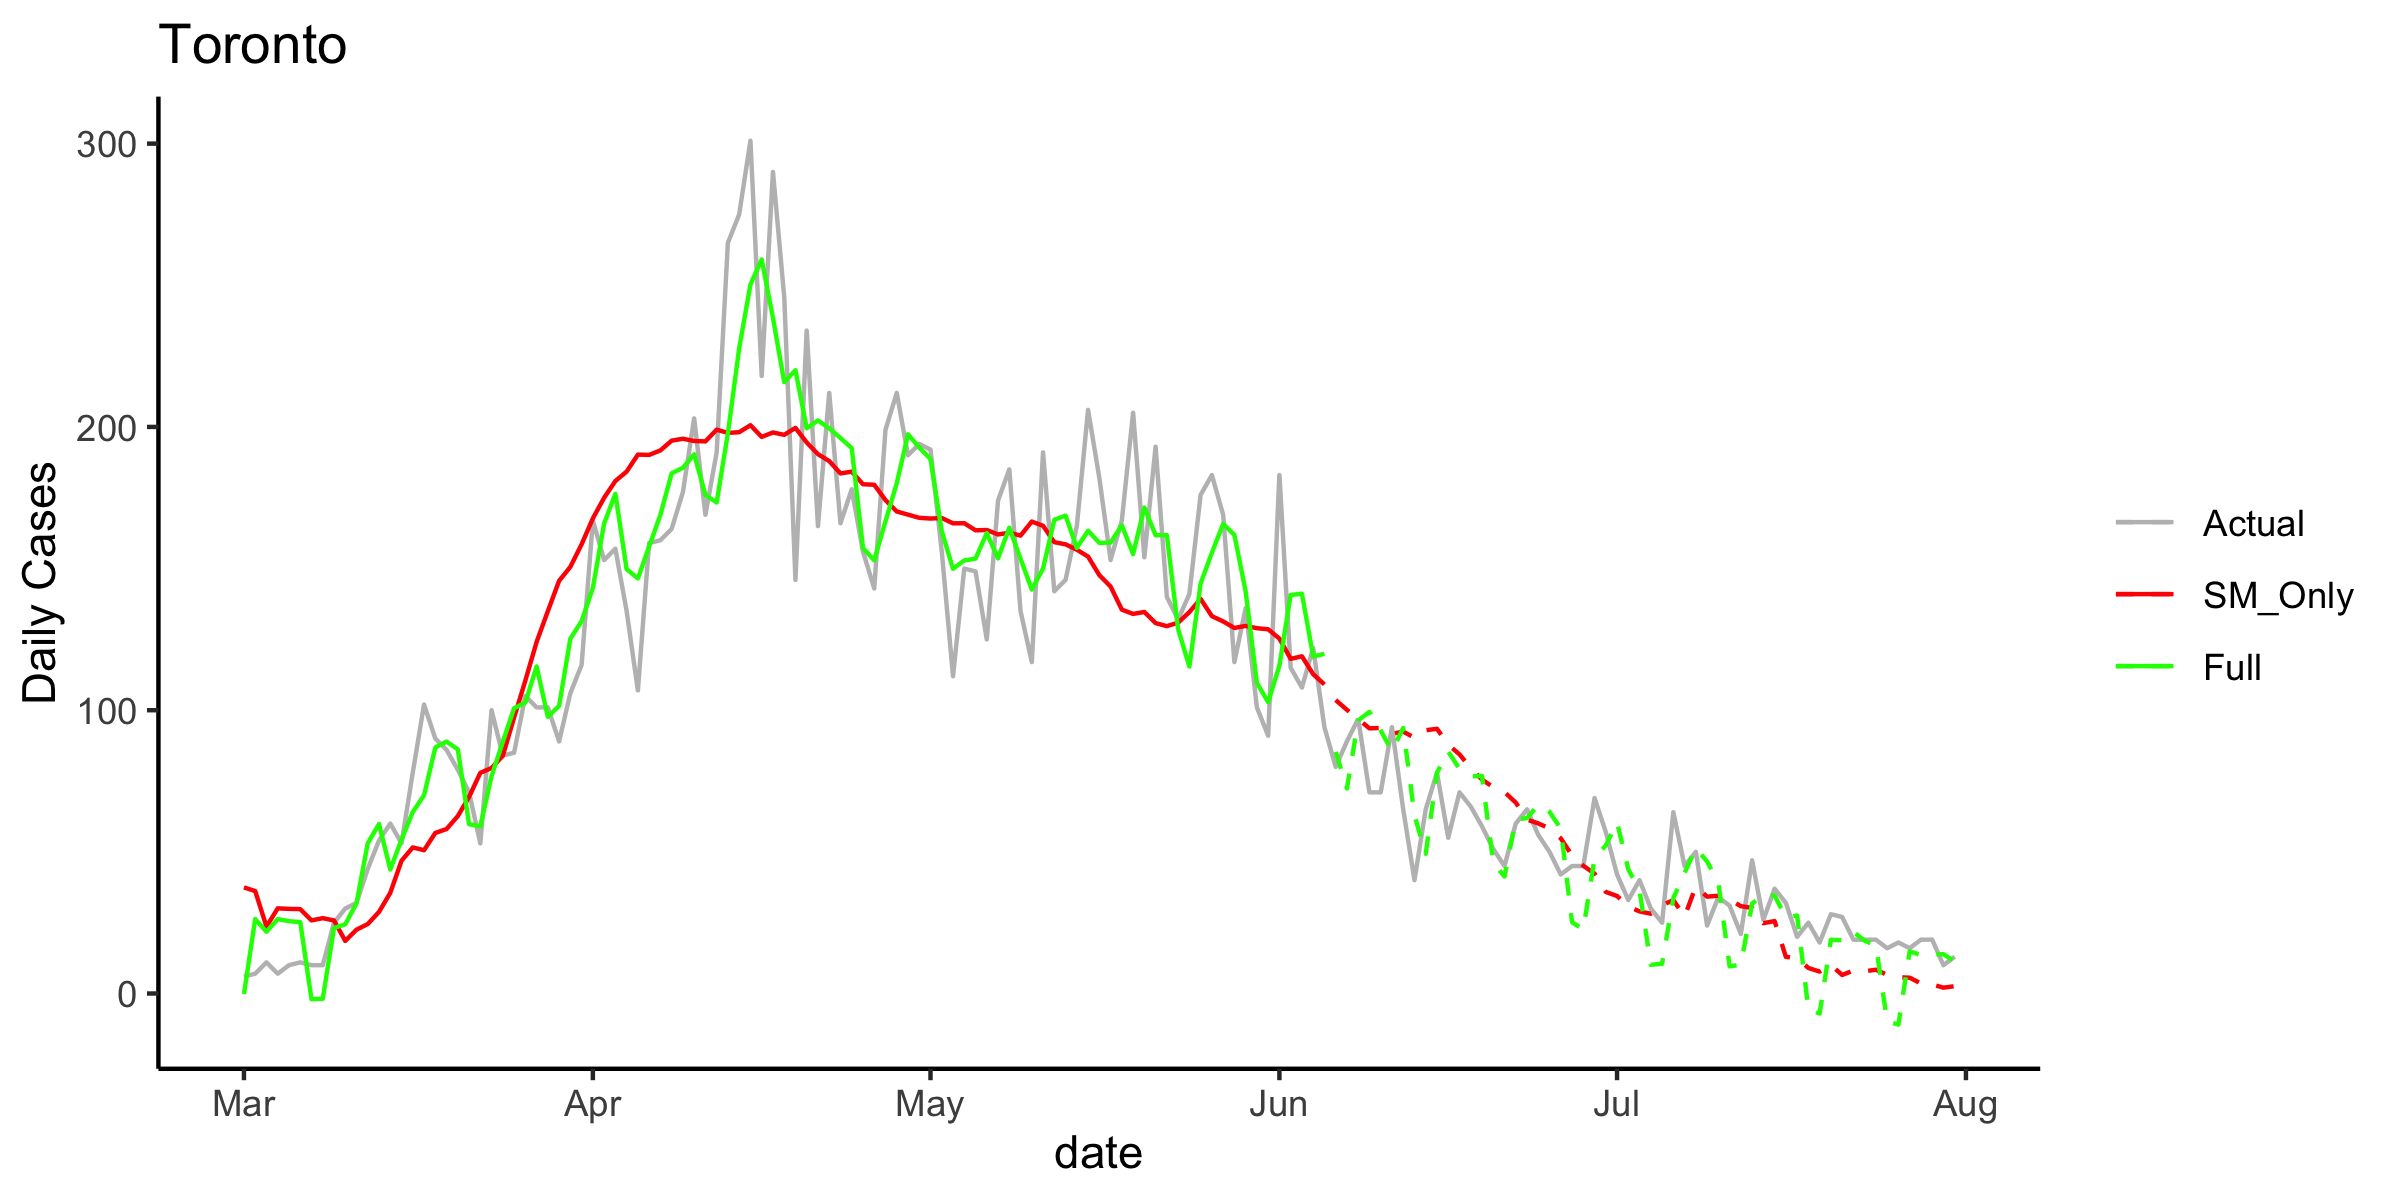 Toronto
300
200
100
0
Daily Cases
Mar Apr May Jun Jul Aug
date
Actual
SM_Only
Full